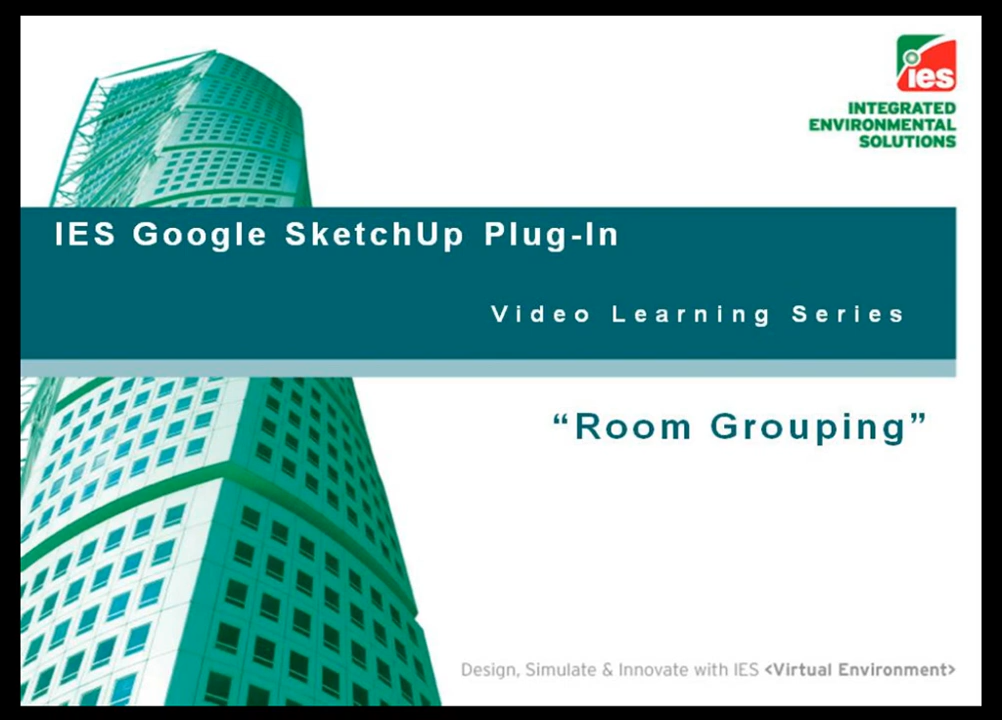 ies
INTEGRATED
ENVIRONMENTAL
SOLUTIONS
IES Google SketchUp Plug-In
Video Learning Series
“Room Grouping”
Design, Simulate & Innovate with IES <Virtual Environment>